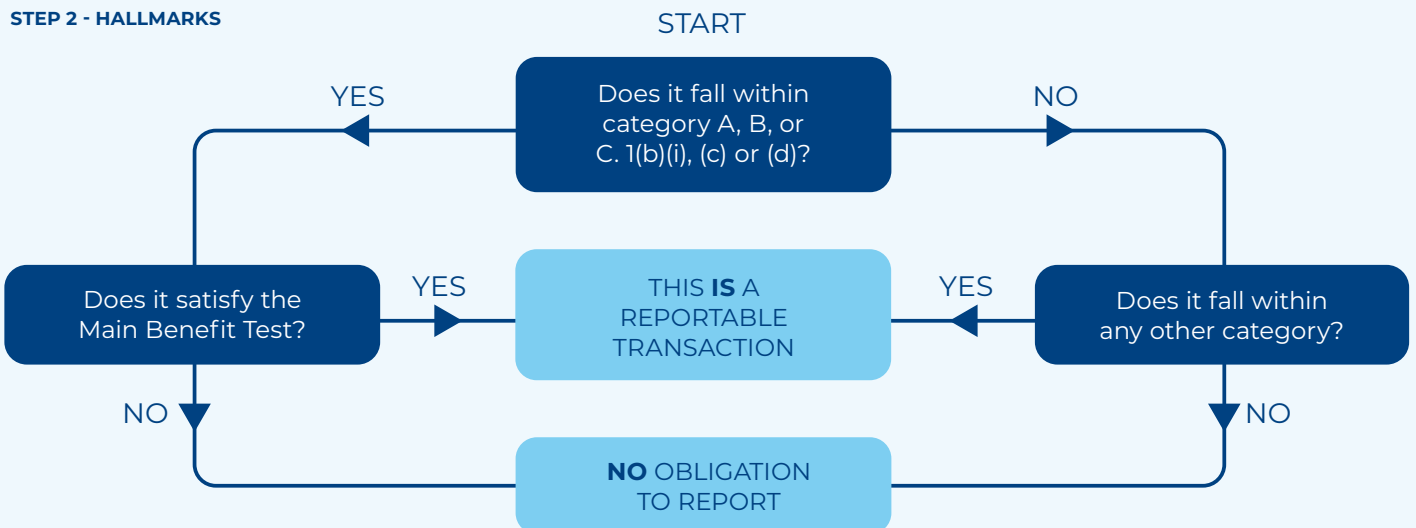 STEP 2 - HALLMARKS
START
YES
NO
Does it fall within
category A, B, or
C. 1(b)(i), (c) or (d)?
Does it satisfy the
Main Benefit Test?
YES
THIS IS A
REPORTABLE
TRANSACTION
YES
Does it fall within
any other category?
NO
NO
NO OBLIGATION
TO REPORT